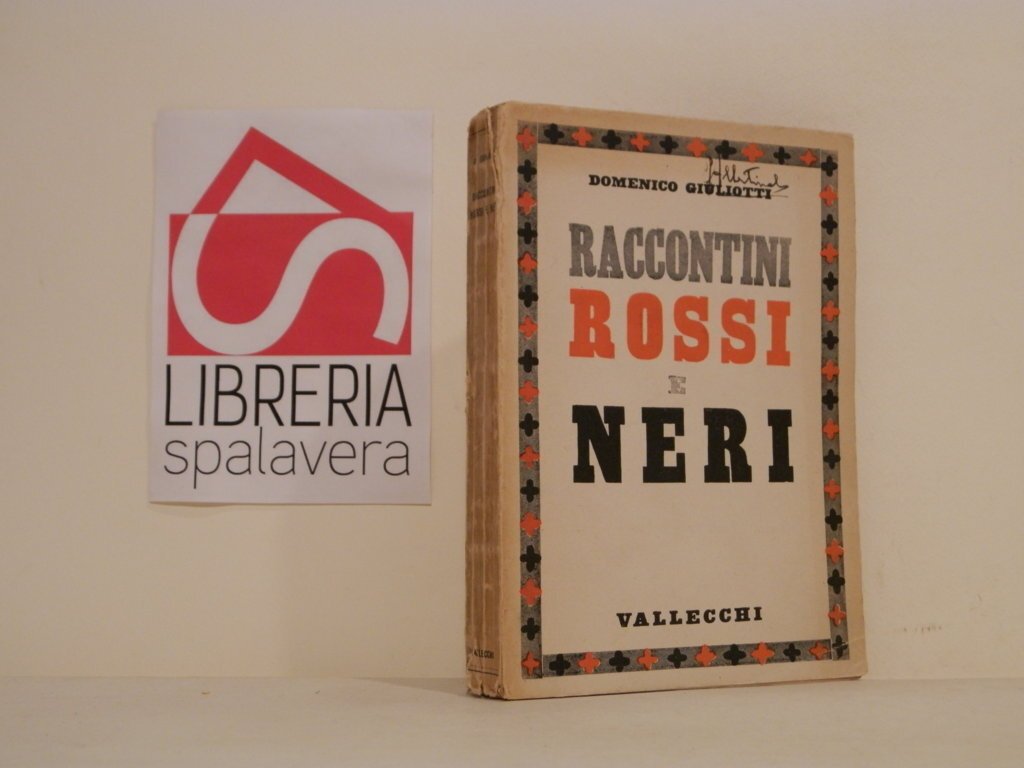 LIBRERIA
spalavera
DOMENICO GIULIOTTI
RACCONTINI
ROSSI
E
NERI
VALLECCHI